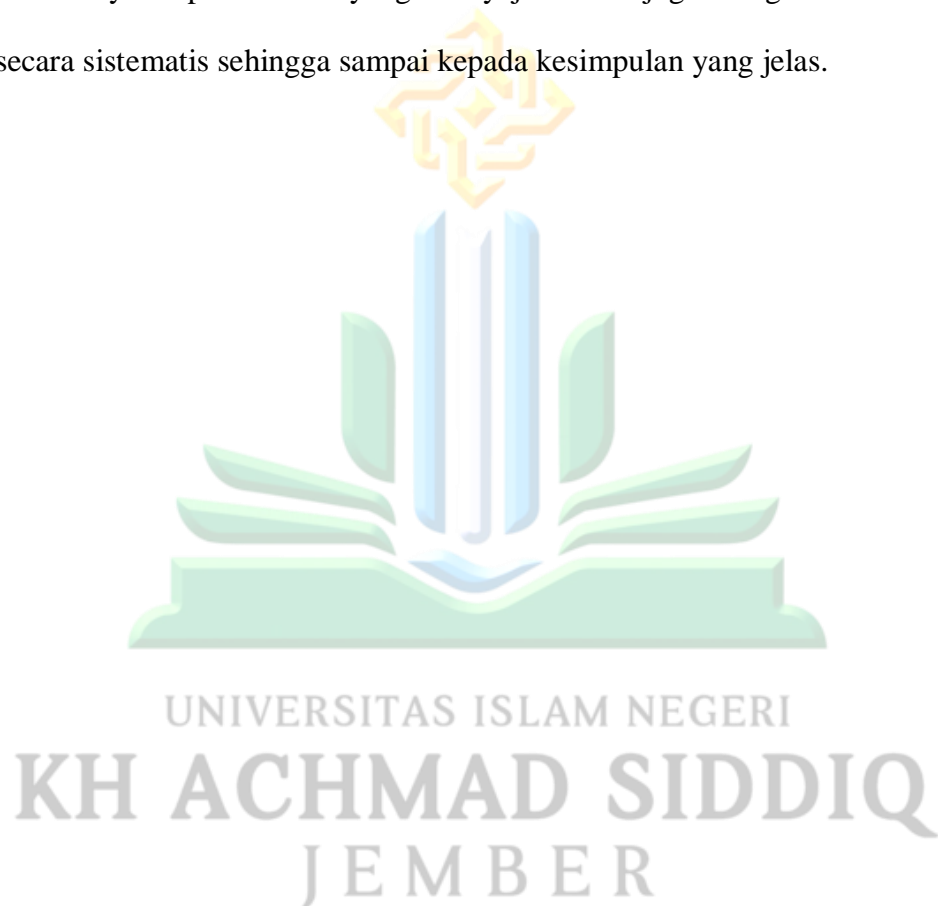 secara sistematis sehingga sampai kepada kesimpulan yang jelas.
UNIVERSITAS ISLAM NEGERI
KH ACHMAD SIDDIQ
JEMBER